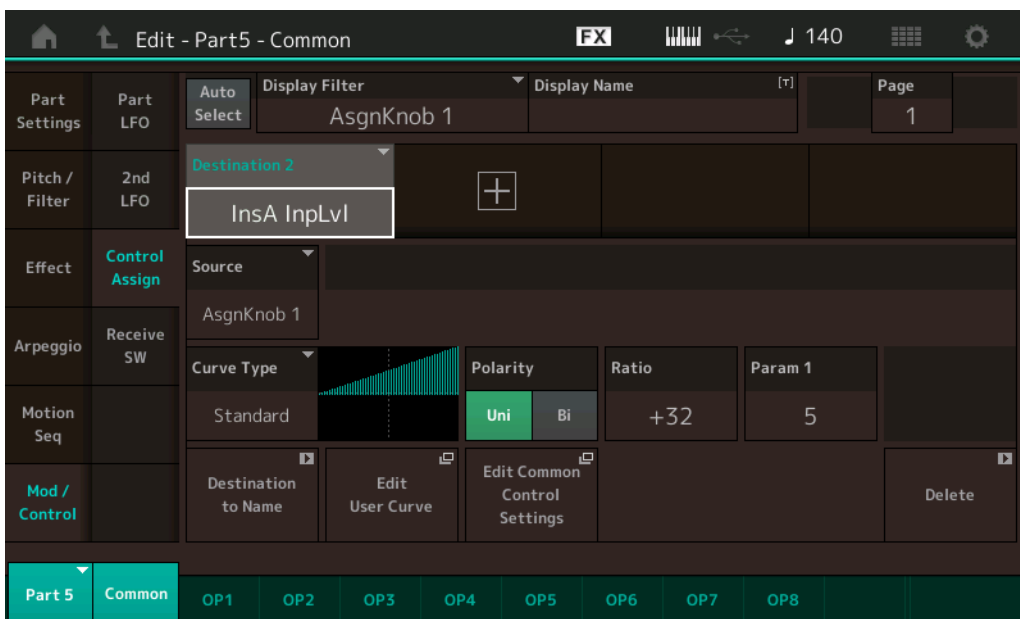 Edit - Part5 - Common
FX
♩ 140
Part
Settings
Part
LFO
Auto
Select
Display Filter
AsgnKnob 1
Display Name
[T]
Page
1
Pitch /
Filter
2nd
LFO
Destination 2
InsA InpLvl
Effect
Control
Assign
Source
AsgnKnob 1
Arpeggio
Receive
SW
Curve Type
Standard
Polarity
Uni
Bi
Ratio
+32
Param 1
5
Motion
Seq
Mod /
Control
Destination
to Name
Edit
User Curve
Edit Common
Control
Settings
Delete
Part 5
Common
OP1
OP2
OP3
OP4
OP5
OP6
OP7
OP8